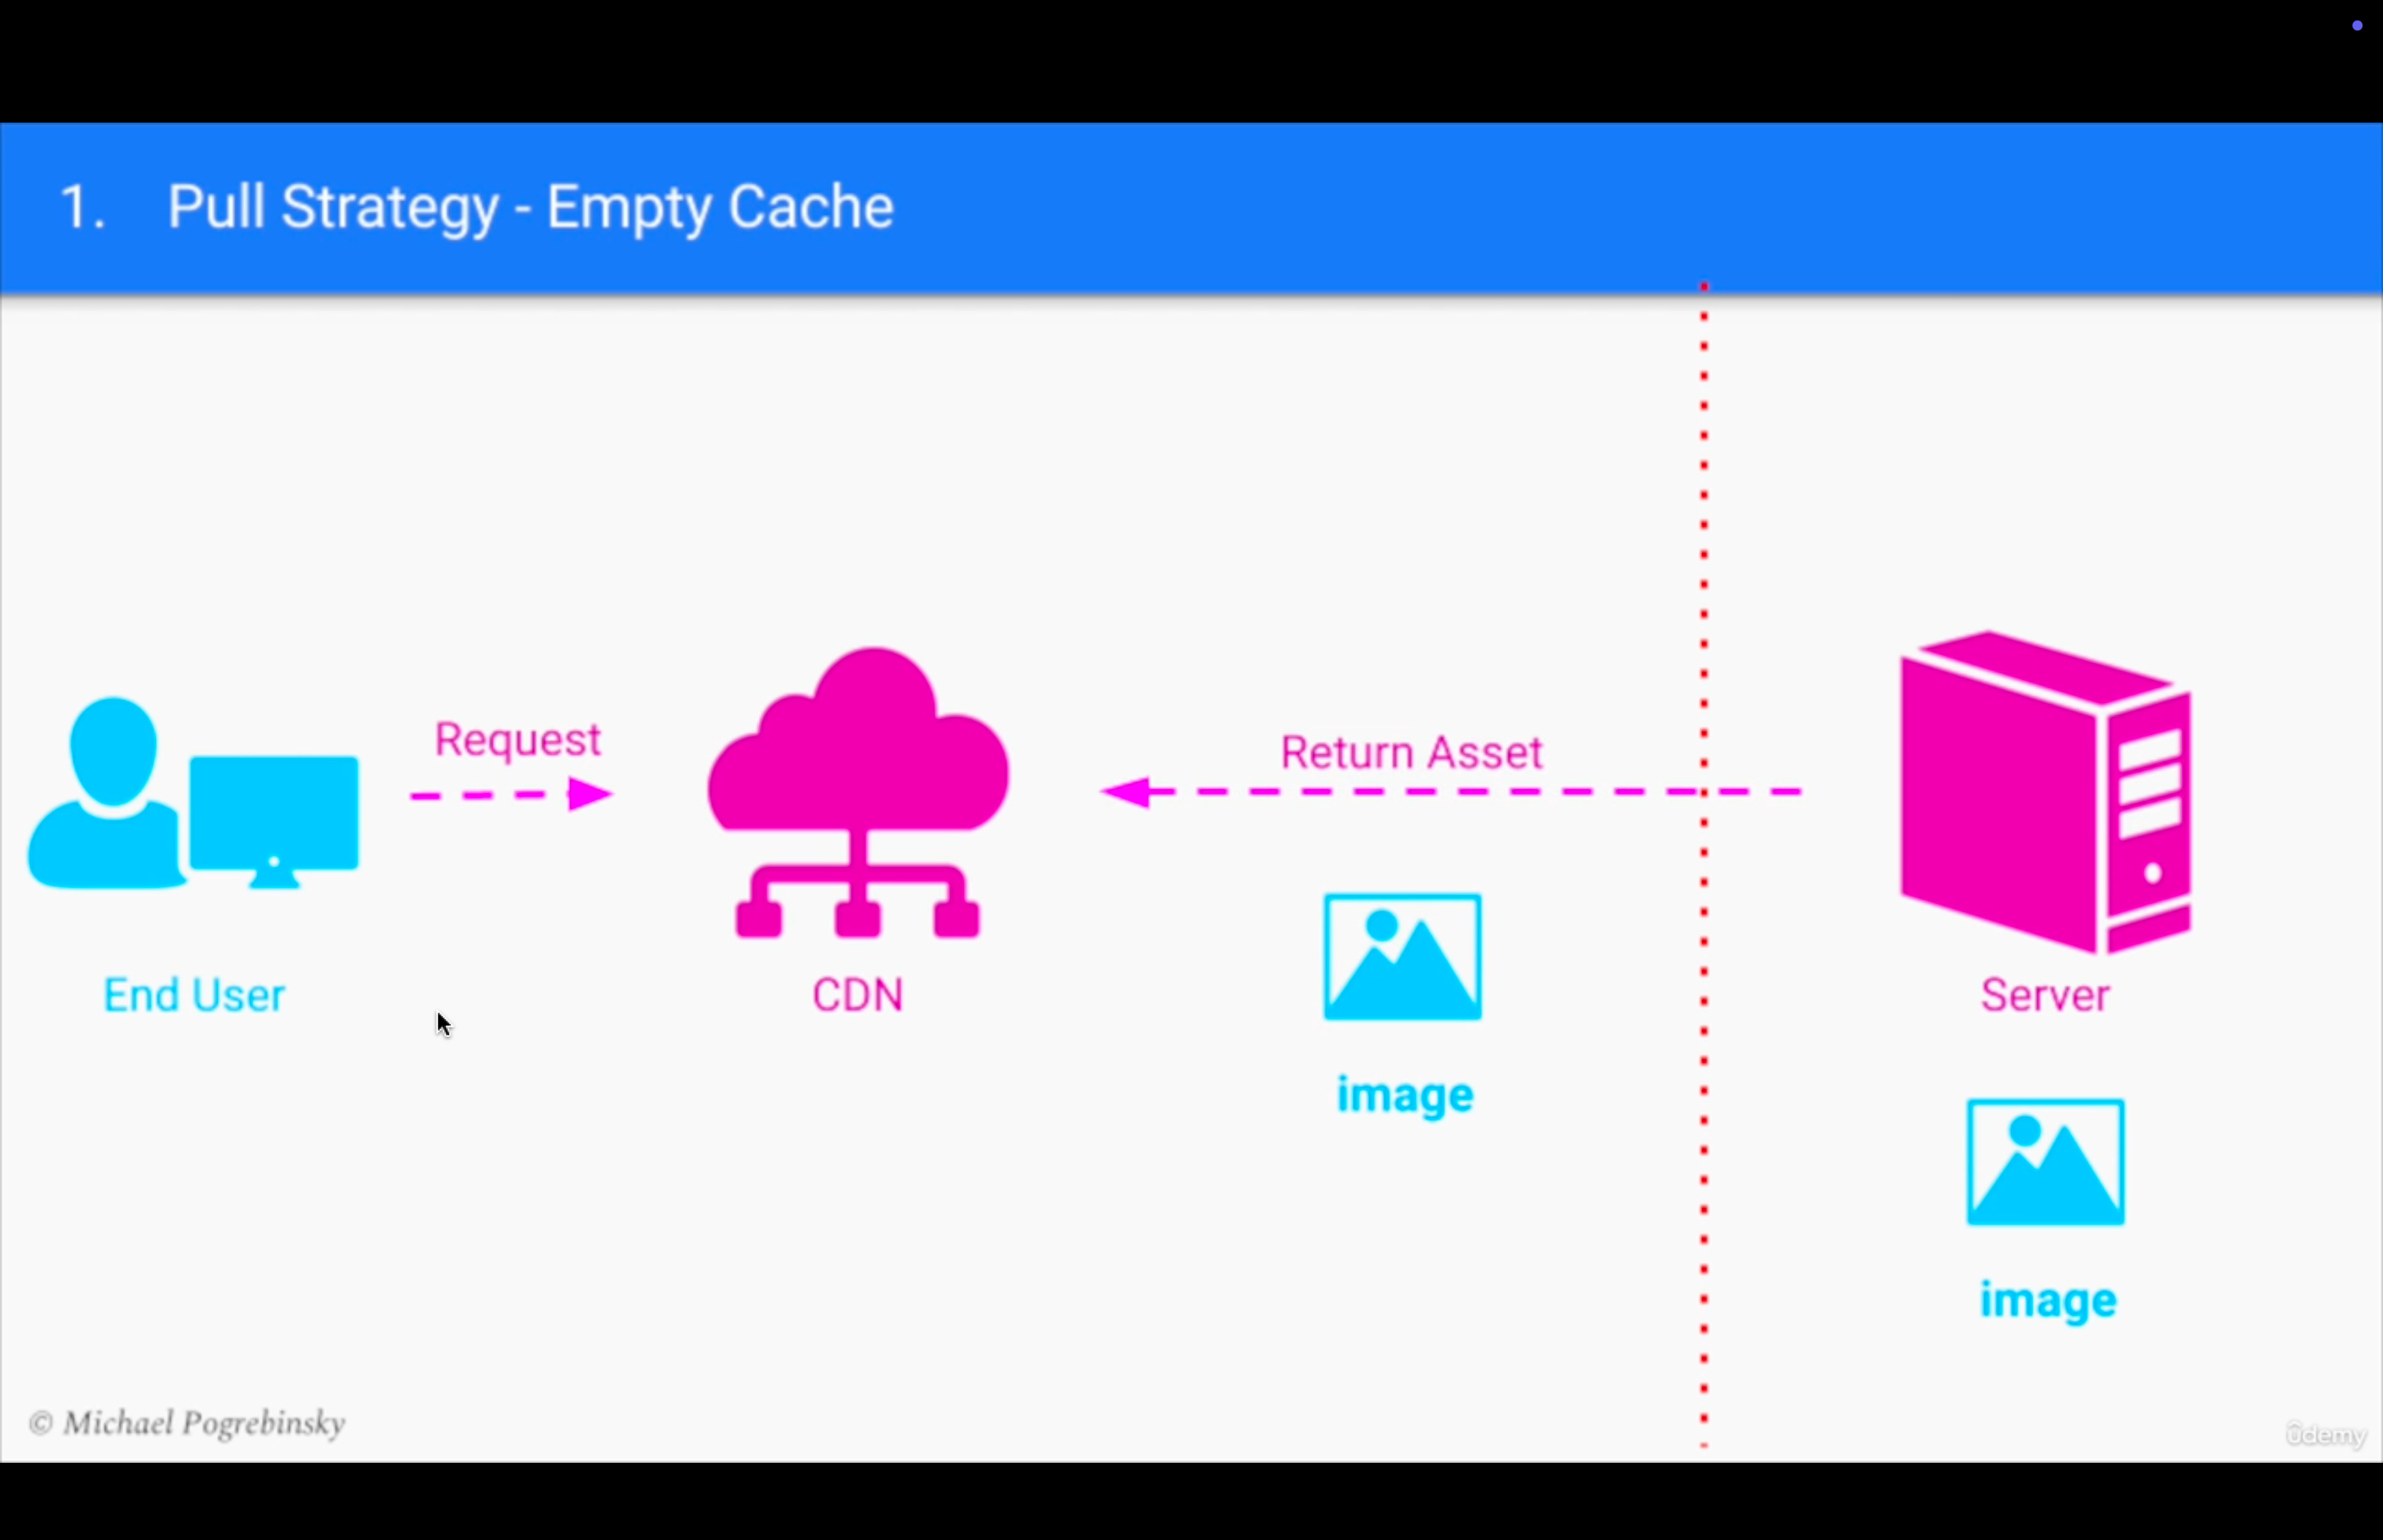 1. Pull Strategy - Empty Cache
Request
Return Asset
End User
CDN
Server
image
image
© Michael Pogrebinsky
ûdemy